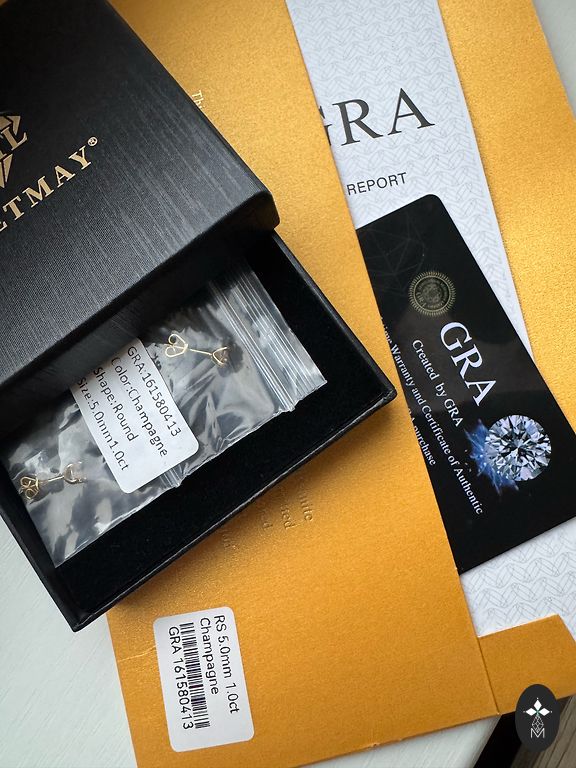 GRA
REPORT
GRA
Created by GRA
Warranty and Certificate of Authentic
purchase
GRA:161580413
Color:Champagne
Shape:Round
Size:5.0mm1.0ct
RS 5.0mm 1.0ct
Champagne
GRA 161580413